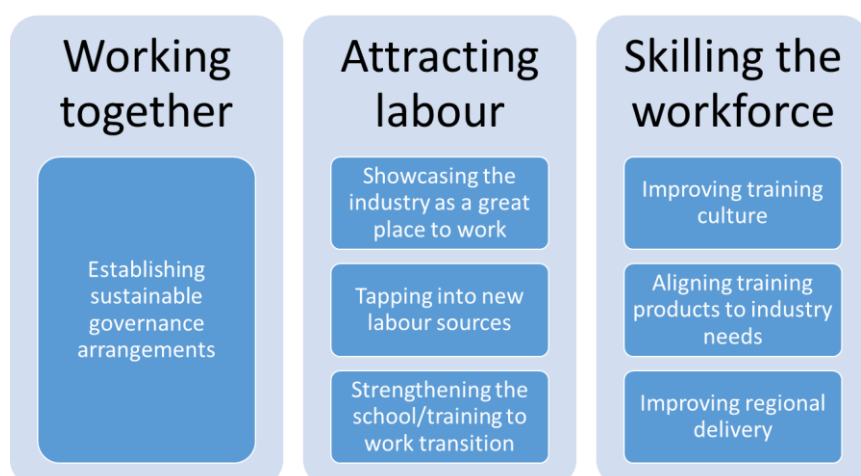 Working
together
Establishing
sustainable
governance
arrangements
Attracting
labour
Showcasing the
industry as a great
place to work
Tapping into new
labour sources
Strengthening the
school/training to
work transition
Skilling the
workforce
Improving training
culture
Aligning training
products to industry
needs
Improving regional
delivery